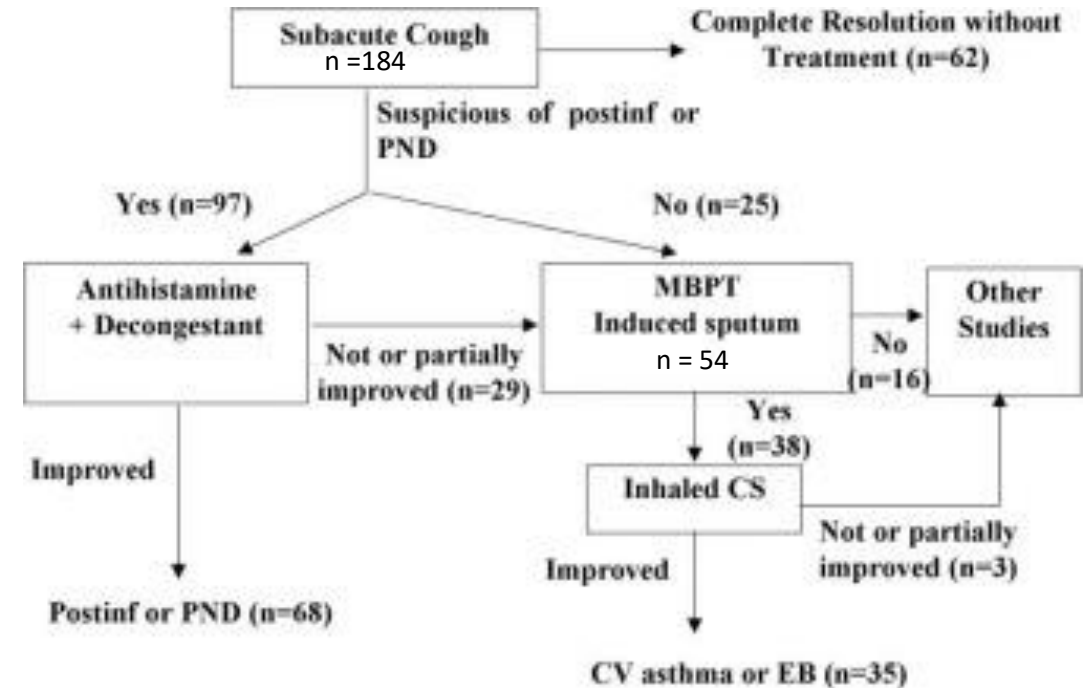 Subacute Cough
n =184
Complete Resolution without
Treatment (n=62)
Suspicious of postinf or
PND
Yes (n=97)
No (n=25)
Antihistamine
+ Decongestant
Not or partially
improved (n=29)
MBPT
Induced sputum
n = 54
No
(n=16)
Other
Studies
Yes
(n=38)
Improved
Inhaled CS
Not or partially
improved (n=3)
Improved
Postinf or PND (n=68)
CV asthma or EB (n=35)